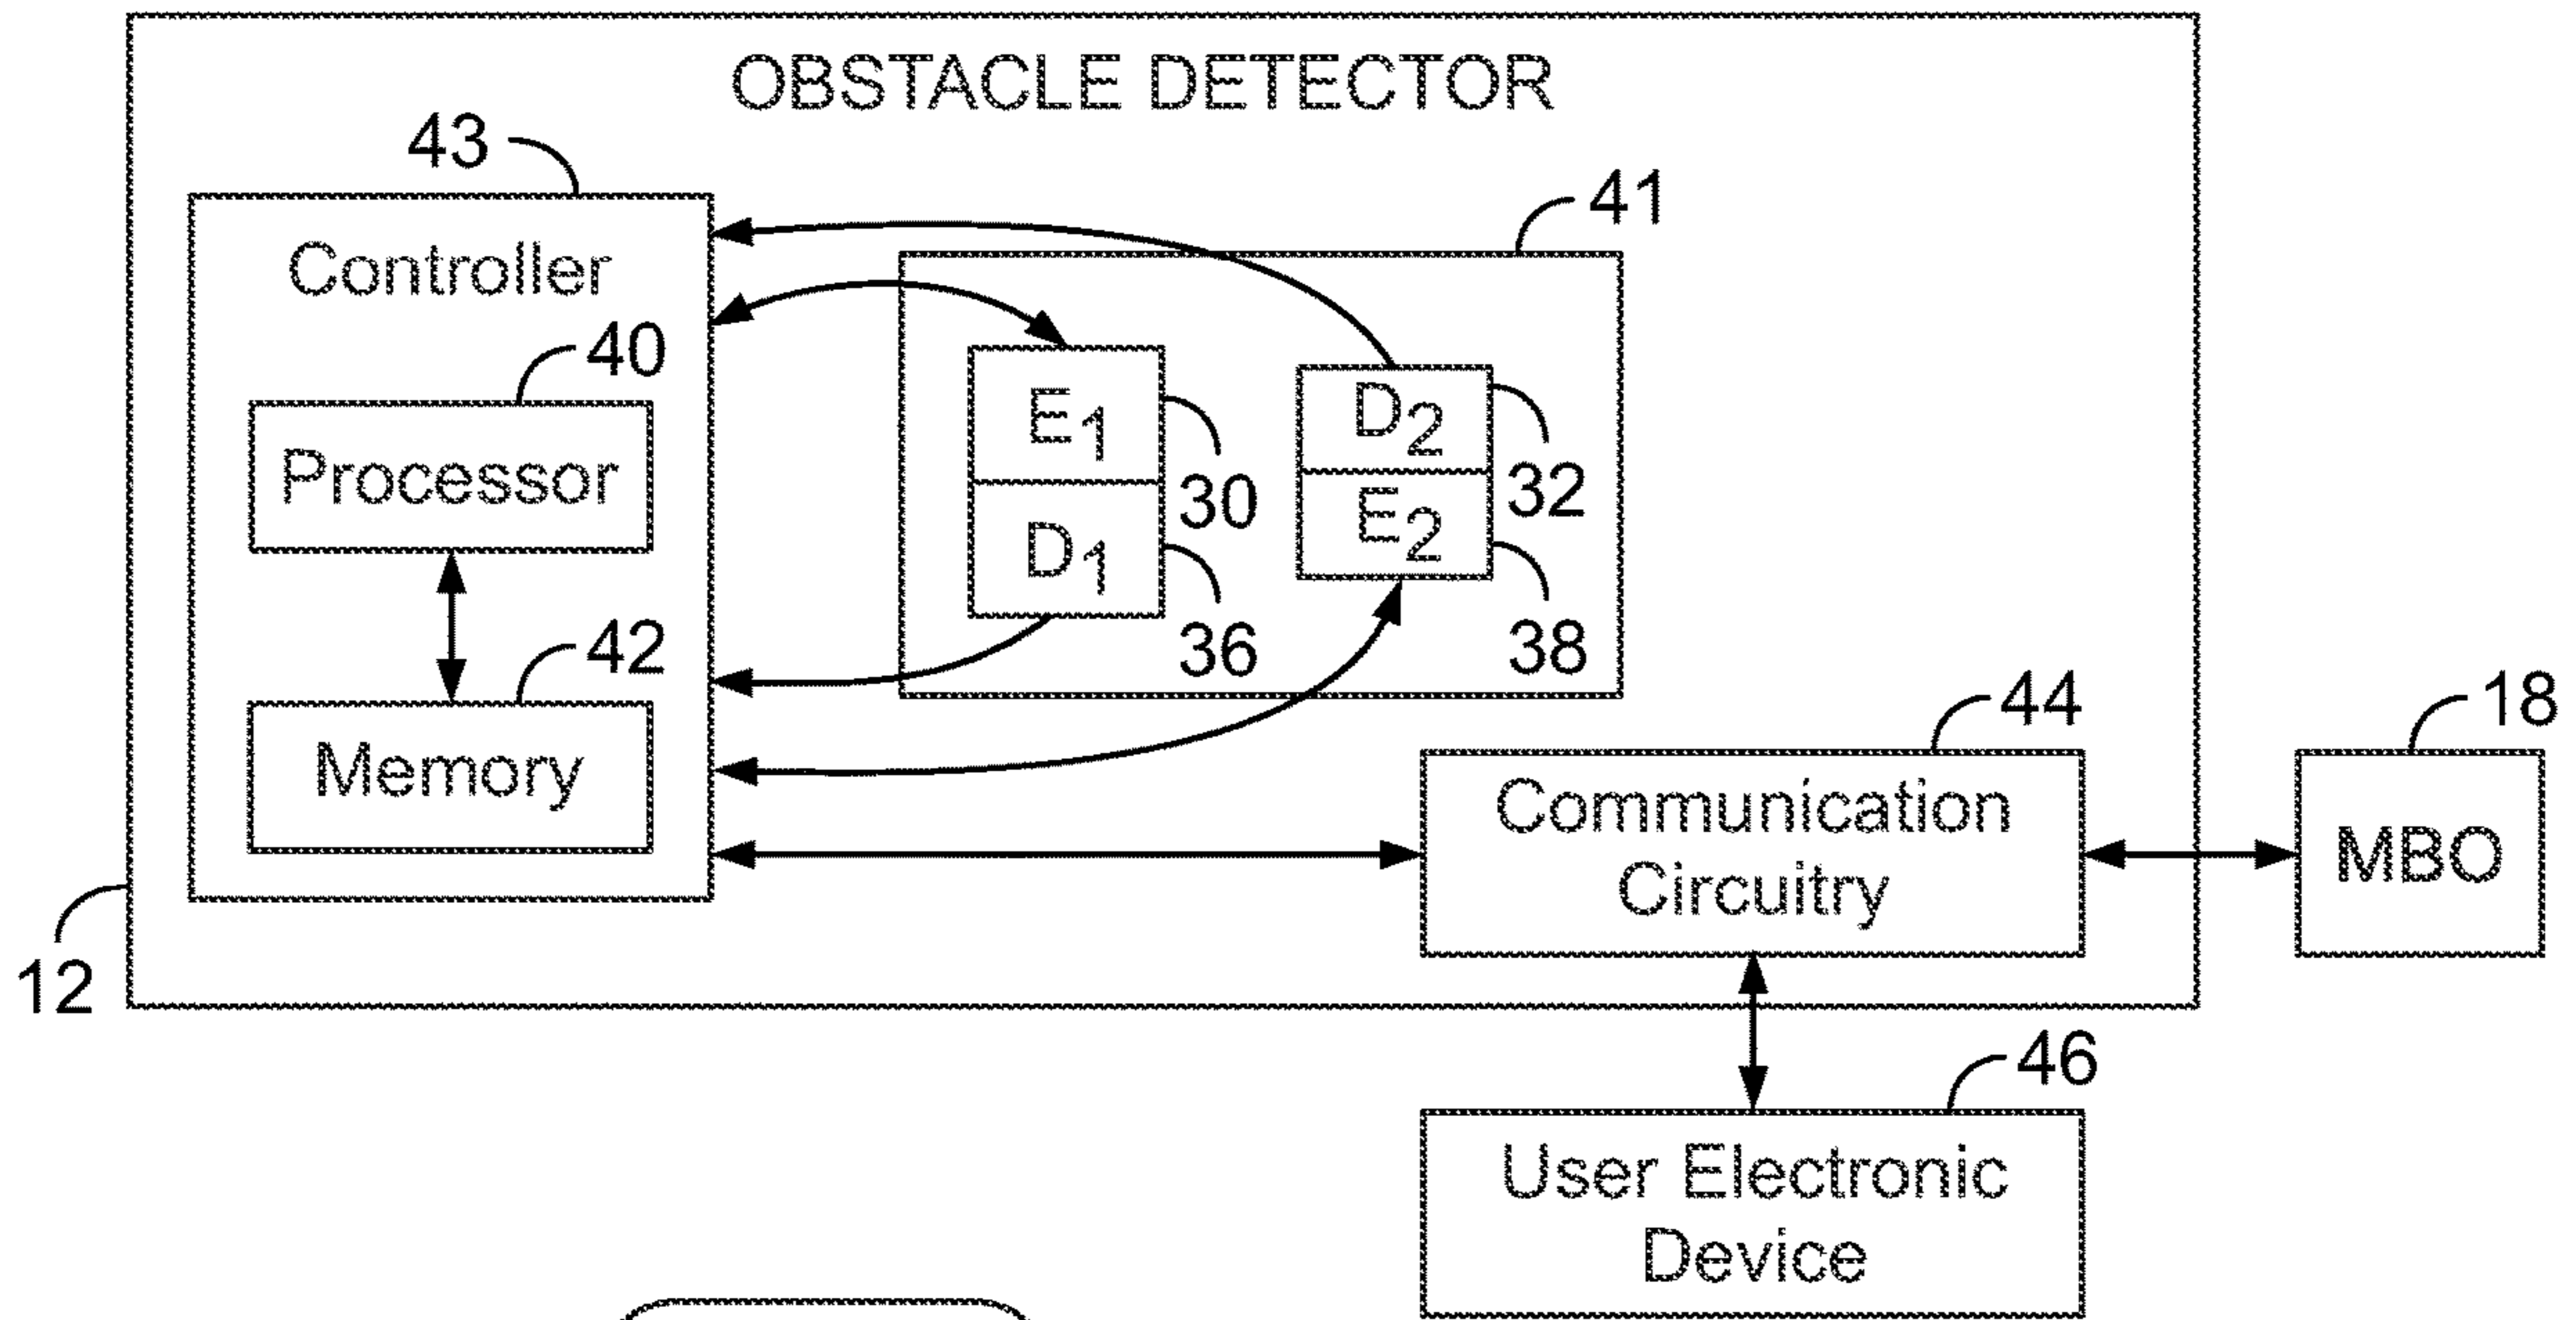 OBSTACLE DETECTOR
43
41
Controller
40
E1
D2
Processor
30
32
D1
E2
42
36
38
Memory
44
18
Communication
Circuitry
MBO
12
46
User Electronic
Device